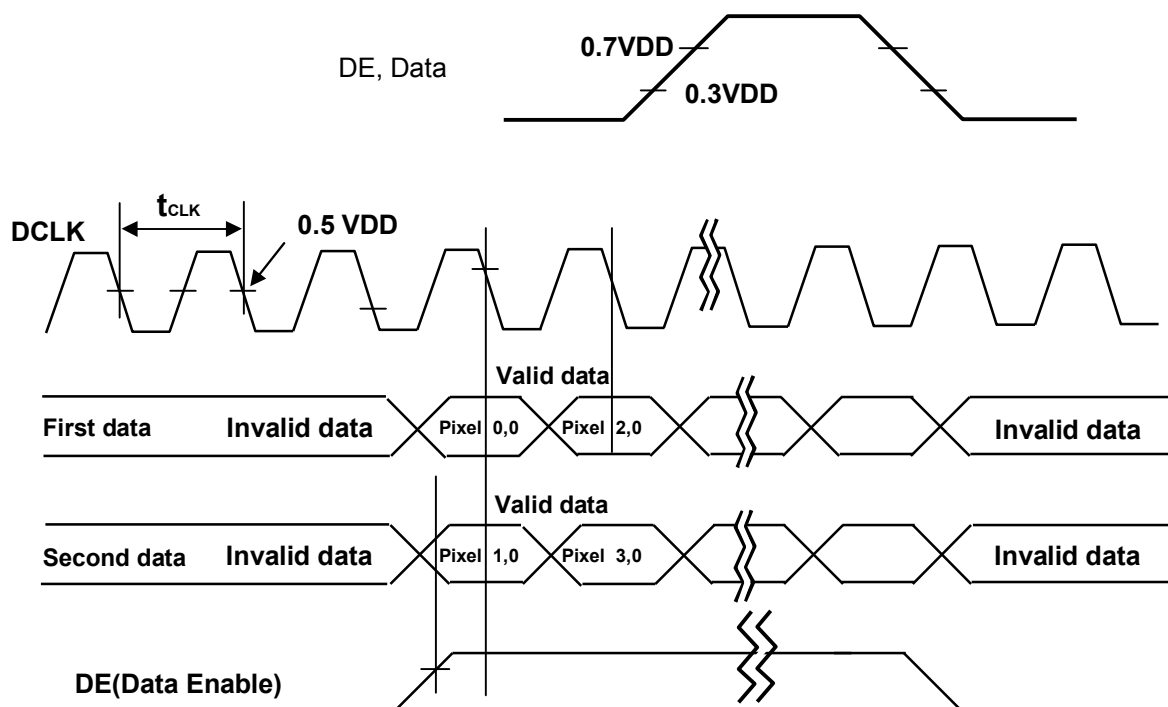 0.7VDD
DE, Data
0.3VDD
tCLK
0.5 VDD
DCLK
Valid data
First data Invalid data Pixel 0,0 Pixel 2,0 Invalid data
Valid data
Second data Invalid data Pixel 1,0 Pixel 3,0 Invalid data
DE(Data Enable)